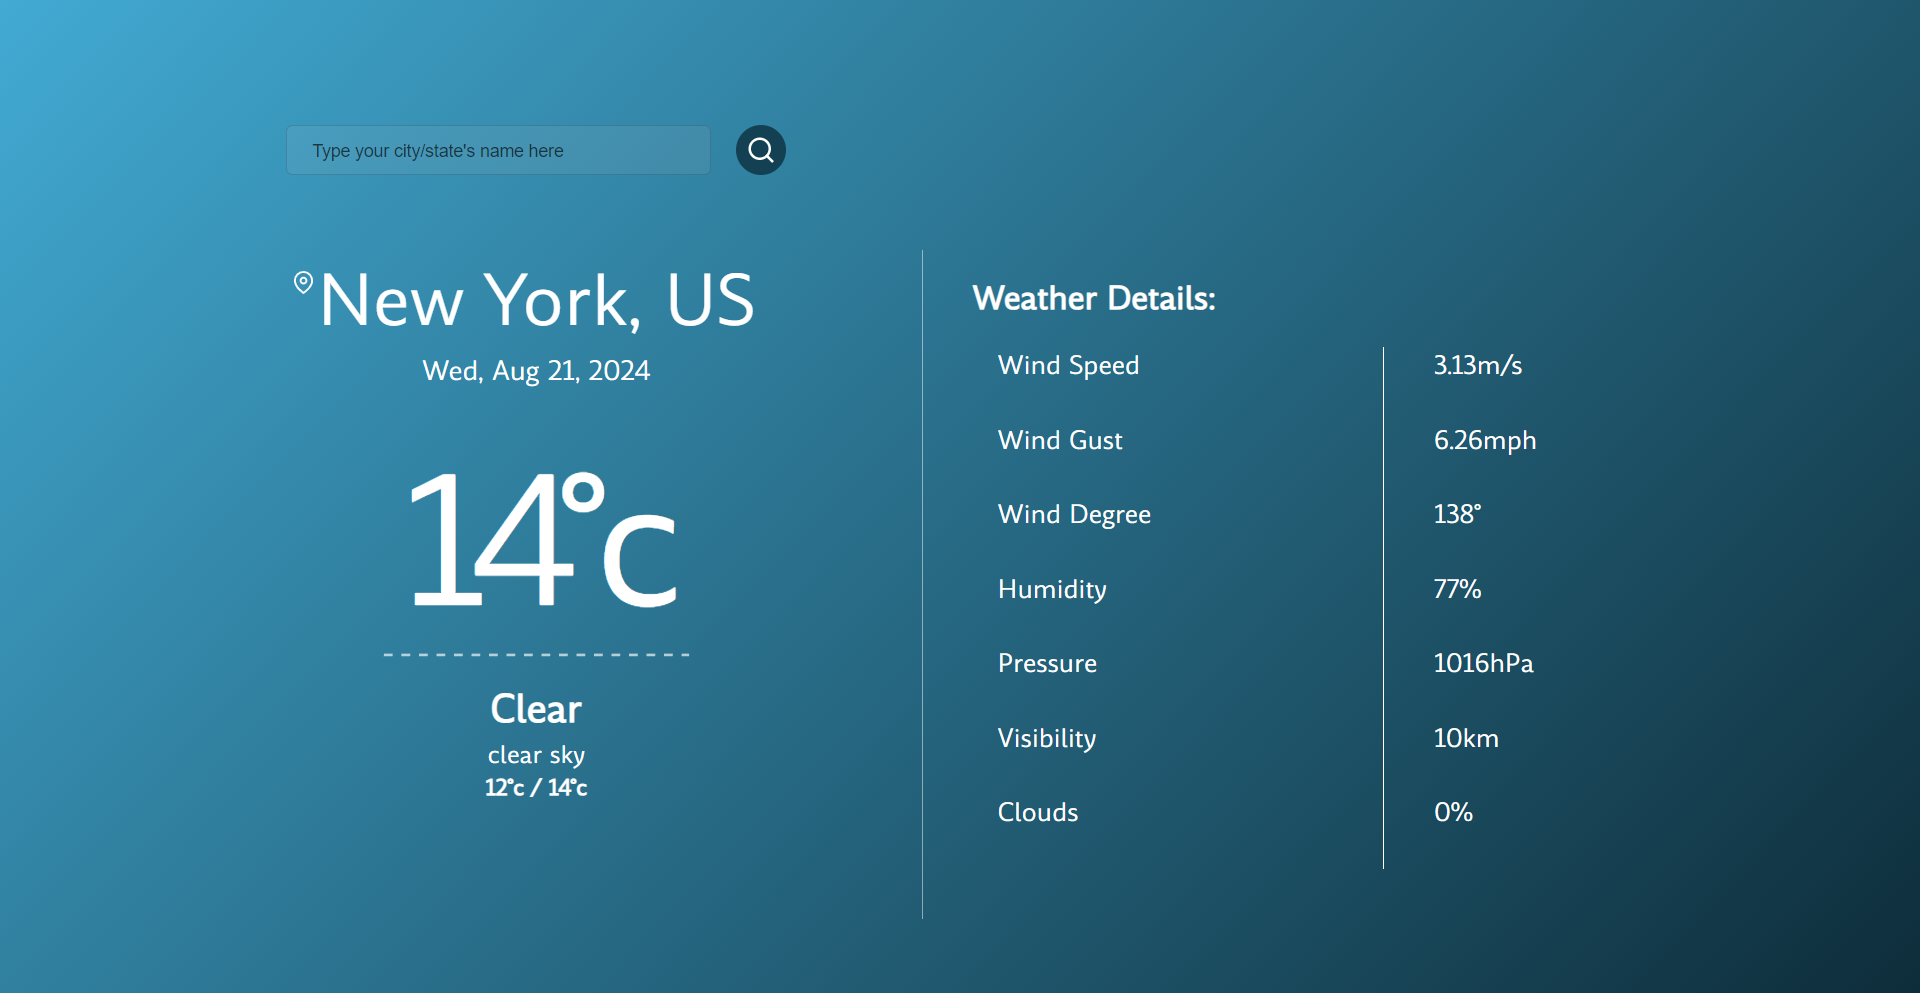 Type your city/state's name here
New York, US
Wed, Aug 21, 2024
14°c
Clear
clear sky
12°c / 14°c
Weather Details:
Wind Speed 3.13m/s
Wind Gust 6.26mph
Wind Degree 138°
Humidity 77%
Pressure 1016hPa
Visibility 10km
Clouds 0%